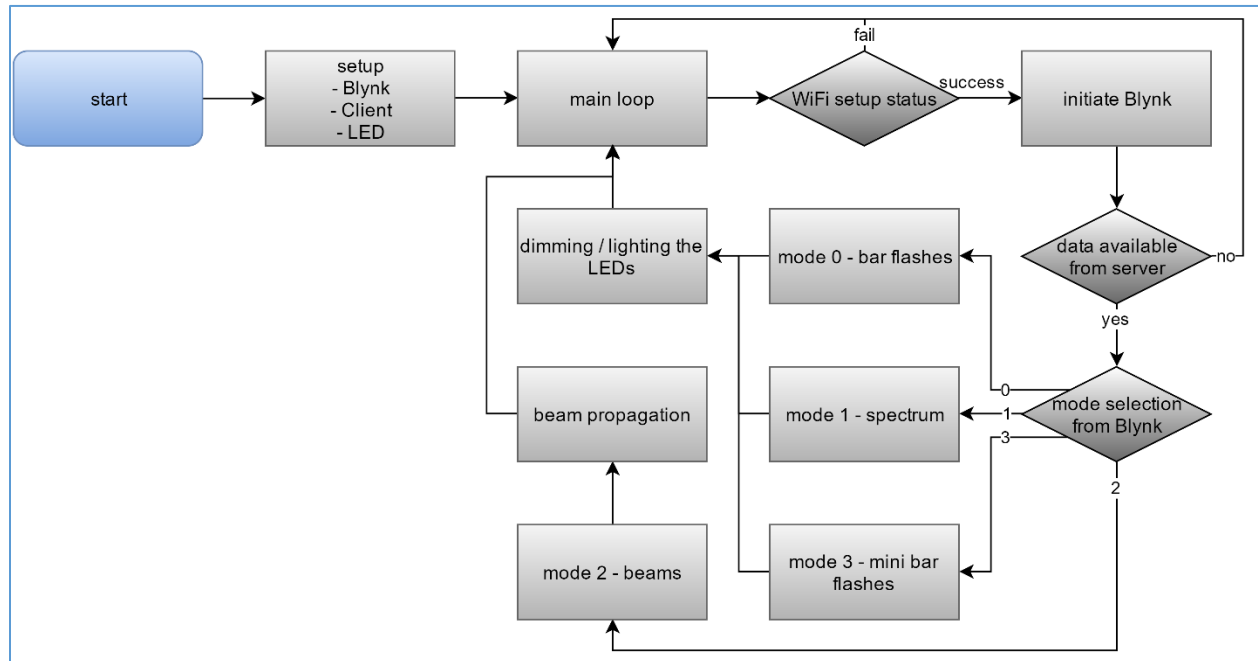 fail
start
setup
- Blynk
- Client
- LED
main loop
WiFi setup status
success
initiate Blynk
dimming / lighting the
LEDs
mode 0 - bar flashes
data available
from server
no
yes
beam propagation
mode 1 - spectrum
0
1
3
mode selection
from Blynk
2
mode 2 - beams
mode 3 - mini bar
flashes